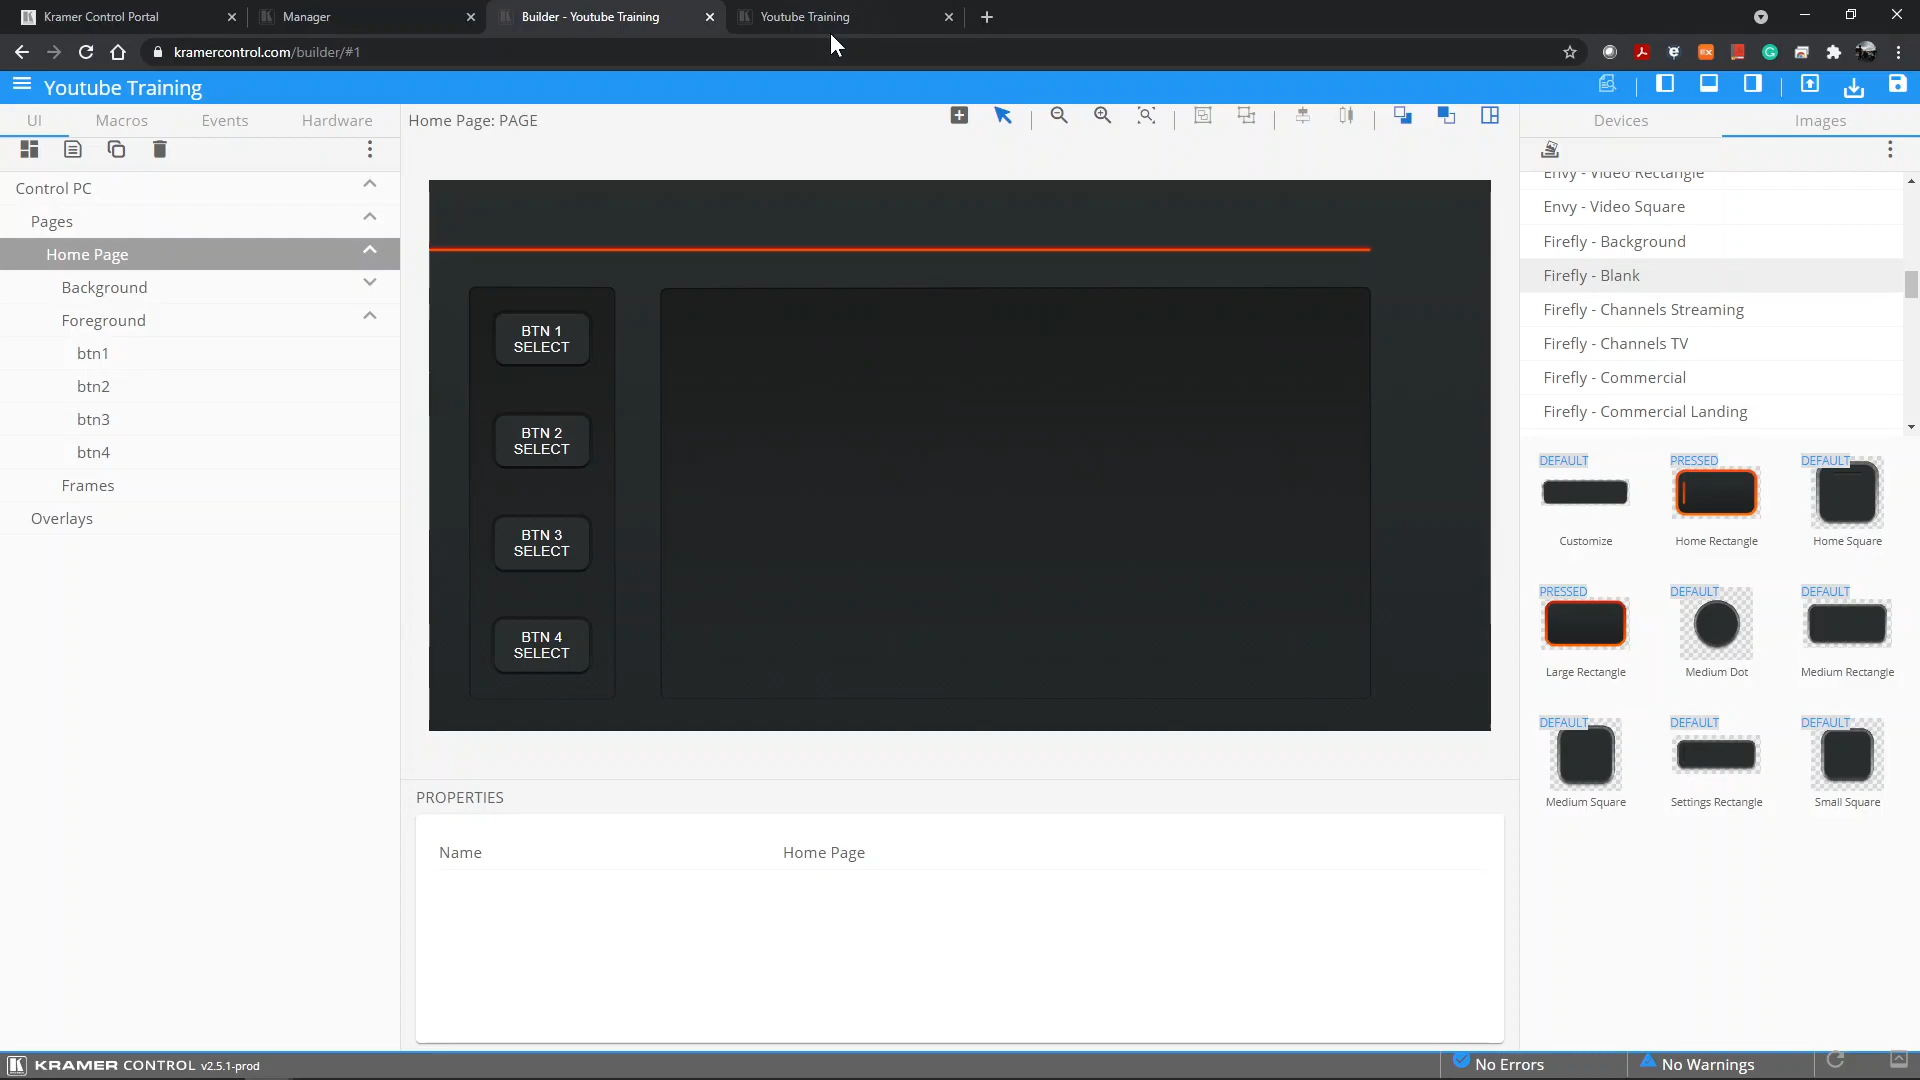 Kramer Control Portal
Manager
Builder - Youtube Training
Youtube Training
kramercontrol.com/builder/#1
Youtube Training
UI
Macros
Events
Hardware
Home Page: PAGE
Devices
Images
Control PC
Pages
Home Page
Background
Foreground
btn1
btn2
btn3
btn4
Frames
Overlays
BTN 1
SELECT
BTN 2
SELECT
BTN 3
SELECT
BTN 4
SELECT
PROPERTIES
Name
Home Page
Envy - Video Rectangle
Envy - Video Square
Firefly - Background
Firefly - Blank
Firefly - Channels Streaming
Firefly - Channels TV
Firefly - Commercial
Firefly - Commercial Landing
DEFAULT
PRESSED
DEFAULT
Customize
Home Rectangle
Home Square
PRESSED
DEFAULT
DEFAULT
Large Rectangle
Medium Dot
Medium Rectangle
DEFAULT
DEFAULT
DEFAULT
Medium Square
Settings Rectangle
Small Square
KRAMER CONTROL v2.5.1-prod
No Errors
No Warnings